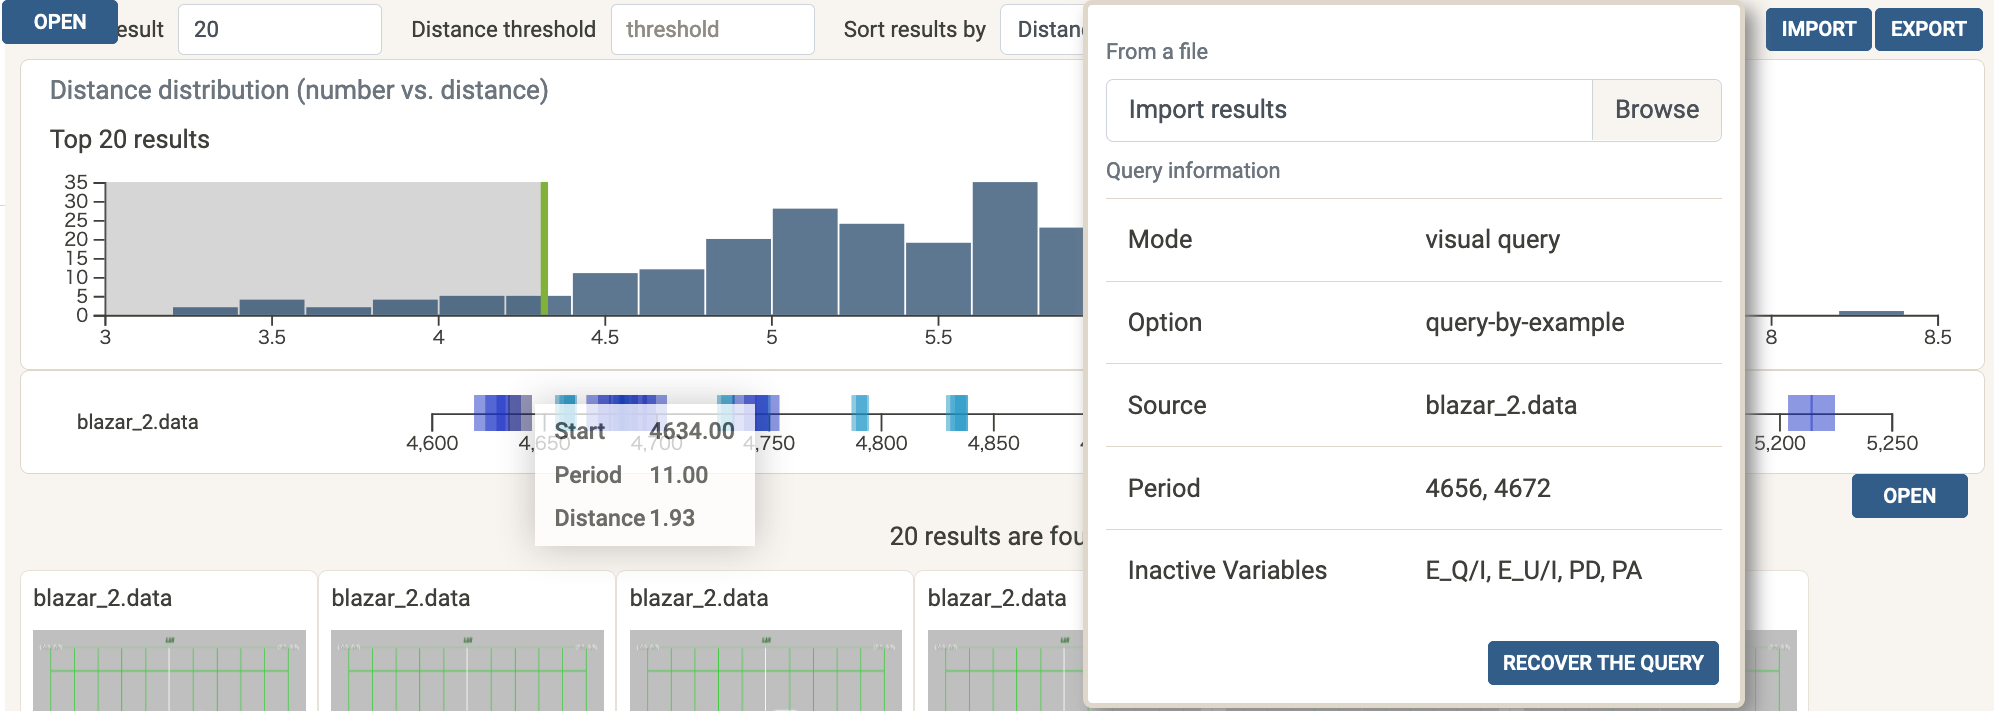 OPEN esult 20 Distance threshold threshold Sort results by Distan IMPORT EXPORT
Distance distribution (number vs. distance)
Top 20 results
35
30
25
20
15
10
5
0
3 3.5 4 4.5 5 5.5 8 8.5
blazar_2.data
4,600 4,650 4,700 4,750 4,800 4,850 5,200 5,250
Start 4634.00
Period 11.00
Distance 1.93
OPEN
20 results are fou
blazar_2.data blazar_2.data blazar_2.data blazar_2.data
From a file
Import results Browse
Query information
Mode visual query
Option query-by-example
Source blazar_2.data
Period 4656, 4672
Inactive Variables E_Q/I, E_U/I, PD, PA
RECOVER THE QUERY